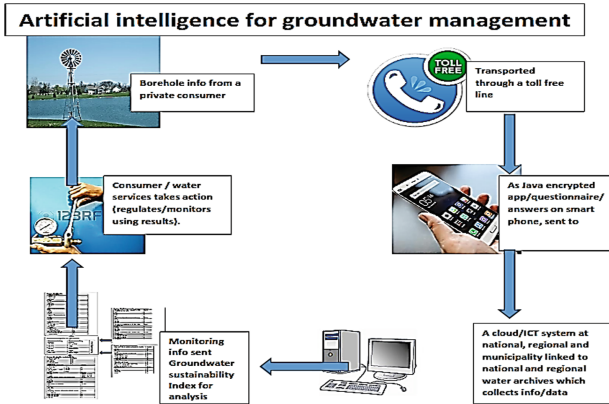 Artificial intelligence for groundwater management
Borehole info from a
private consumer
TOLL
FREE
Transported
through a toll free
line
Consumer / water
services takes action
(regulates/monitors
using results).
123RF
As Java encrypted
app/questionnaire/
answers on smart
phone, sent to
Monitoring
info sent
Groundwater
sustainability
Index for
analysis
A cloud/ICT system at
national, regional and
municipality linked to
national and regional
water archives which
collects info/data